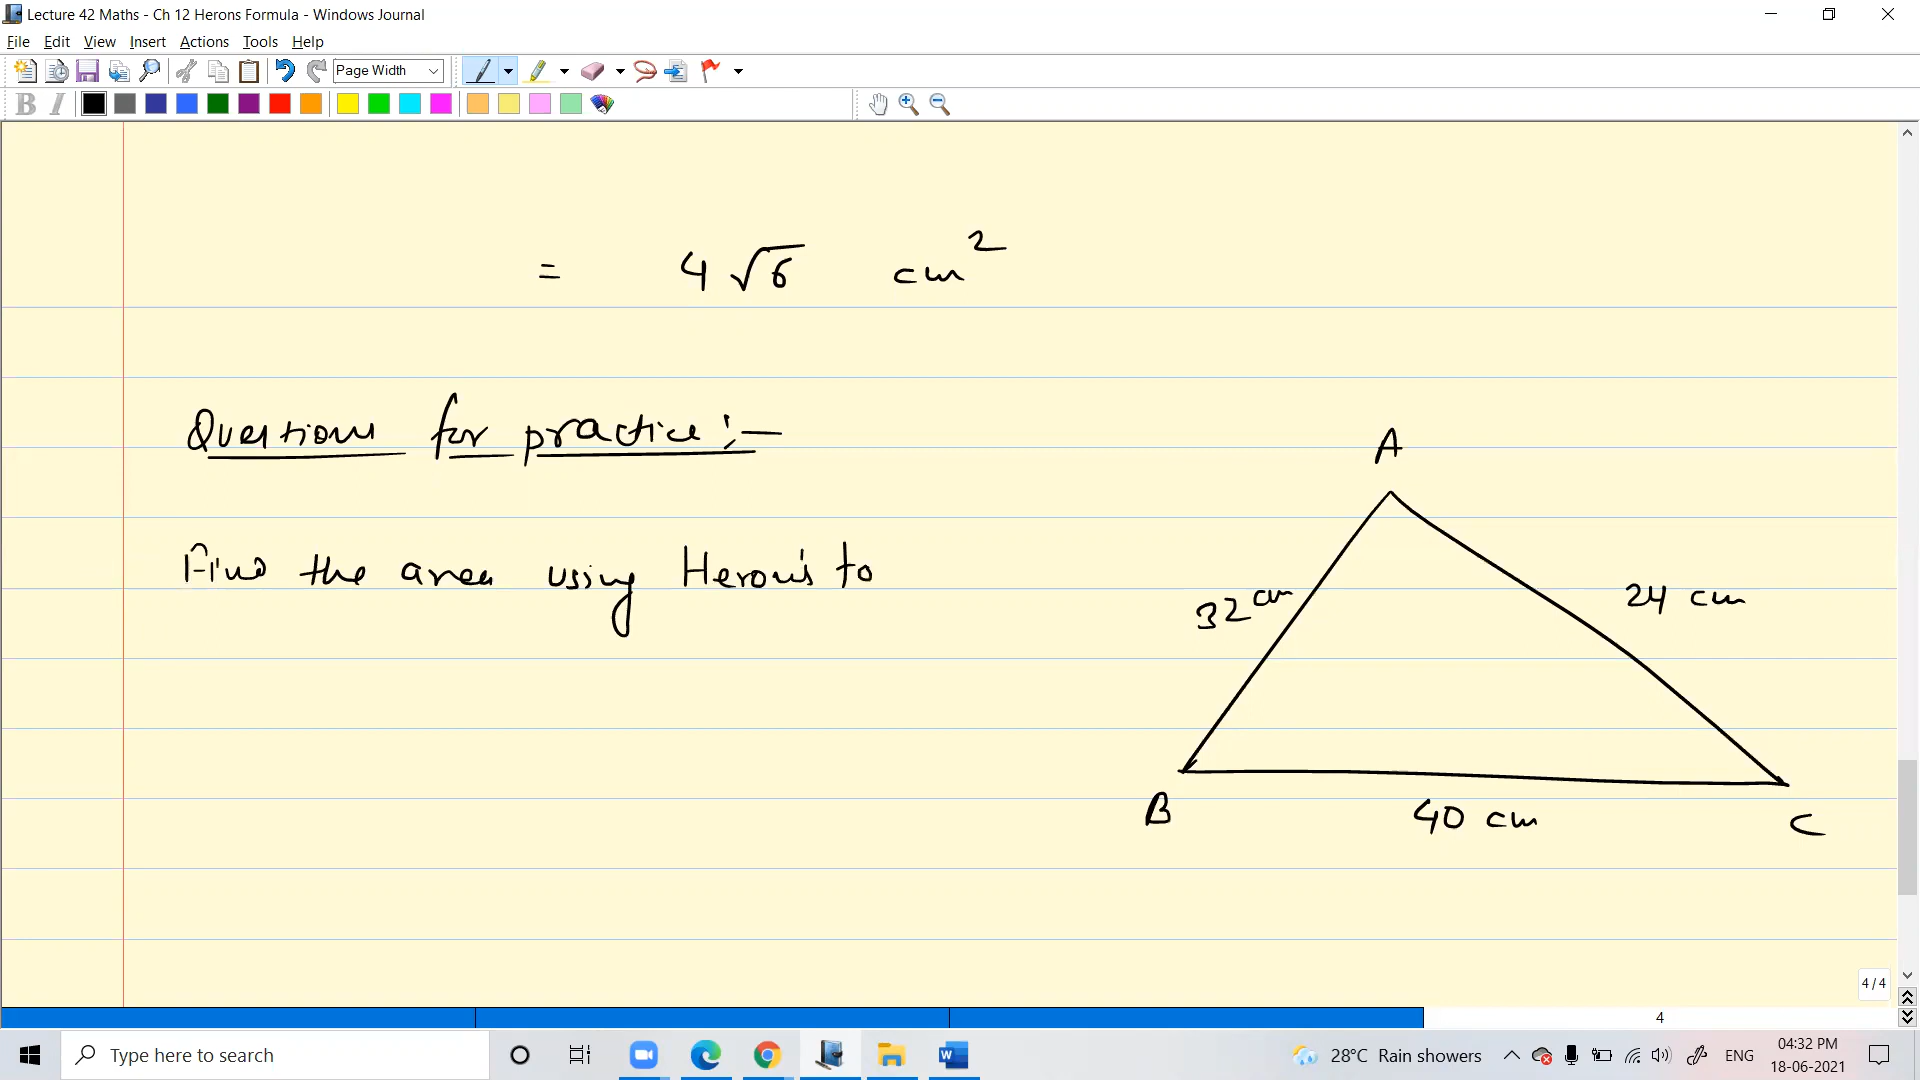 Lecture 42 Maths - Ch 12 Herons Formula - Windows Journal
File Edit View Insert Actions Tools Help
Page Width
B I
= 4 √6 cm²
Questions for practice :-
Find the area using Heron's fo
A
32 cm
24 cm
B
40 cm
C
4 / 4
4
Type here to search
28°C Rain showers
ENG
04:32 PM
18-06-2021